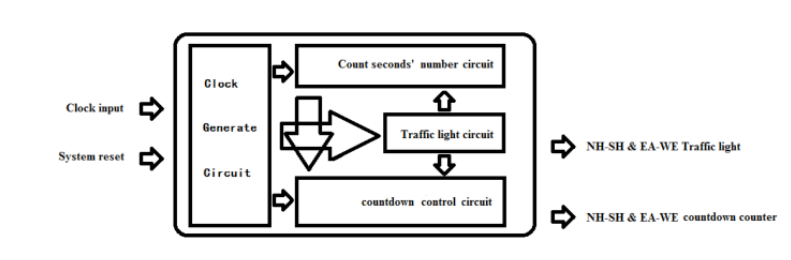 Clock input
System reset
Clock
Generate
Circuit
Count seconds' number circuit
Traffic light circuit
countdown control circuit
NH-SH & EA-WE Traffic light
NH-SH & EA-WE countdown counter